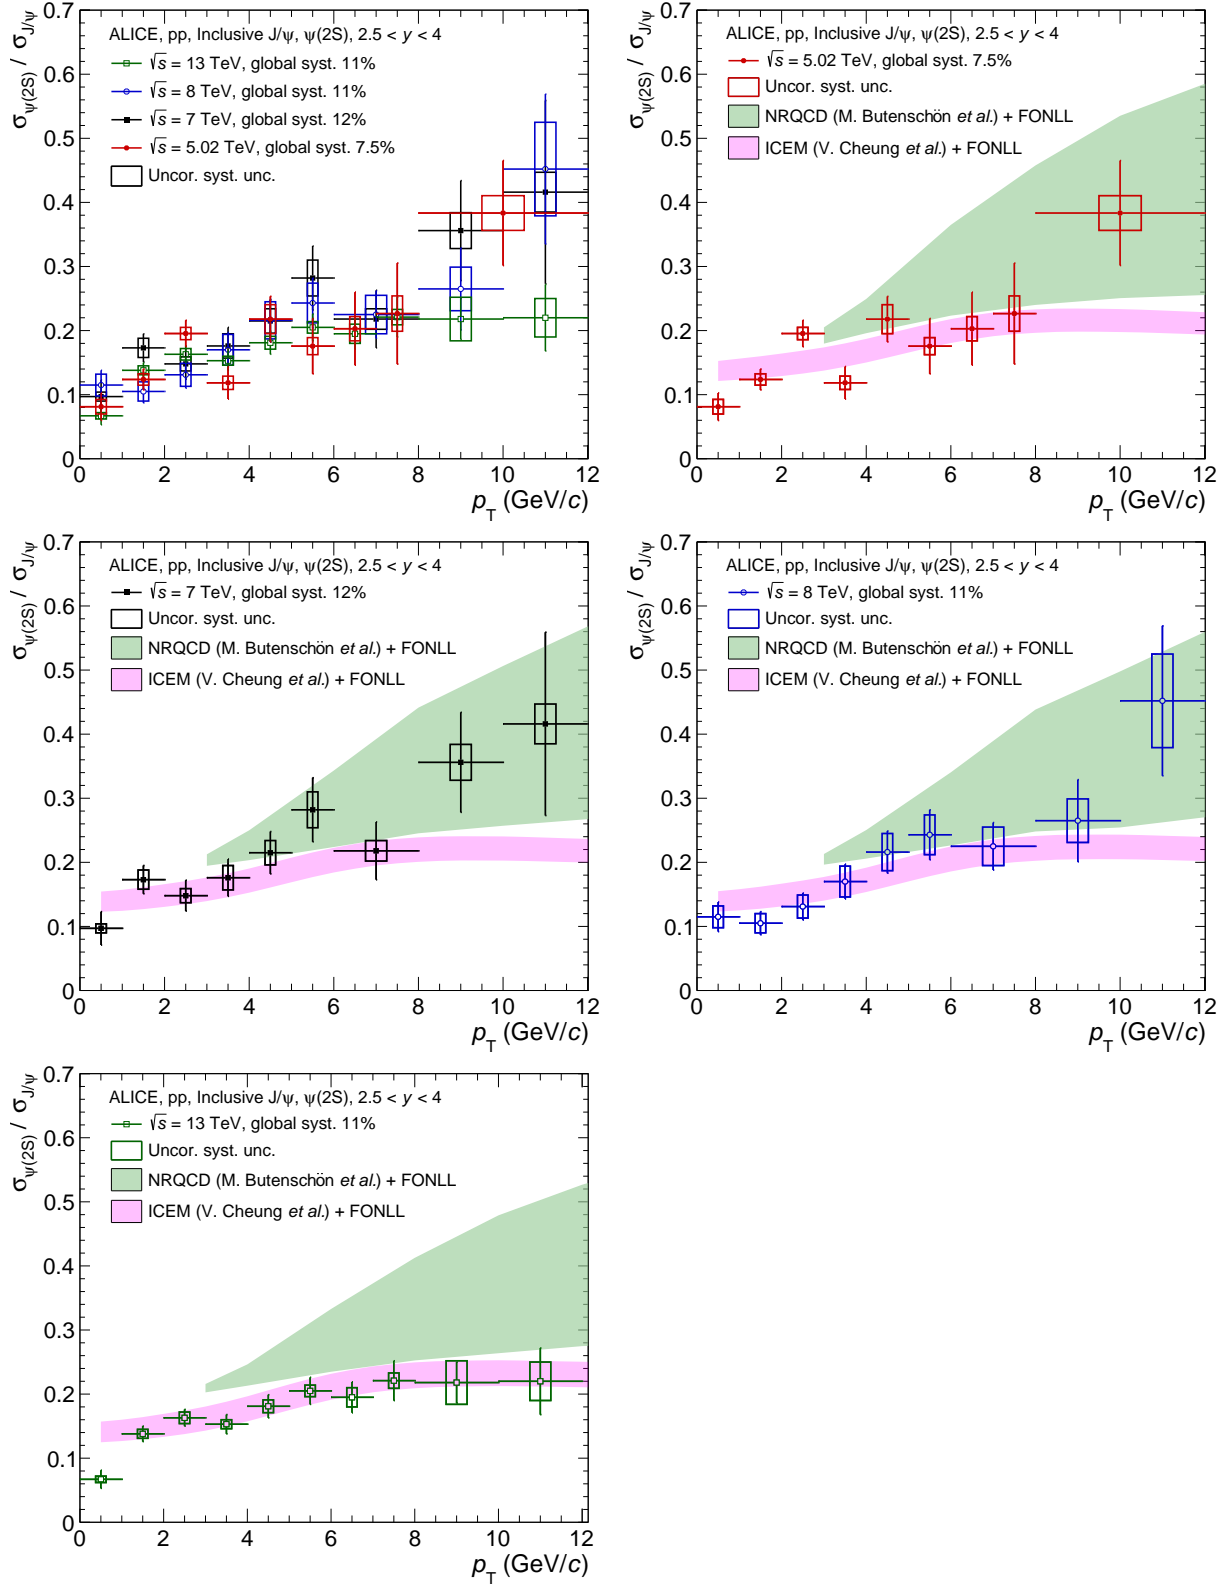 ALICE, pp, Inclusive J/ψ, ψ(2S), 2.5 < y < 4
√s = 13 TeV, global syst. 11%
√s = 8 TeV, global syst. 11%
√s = 7 TeV, global syst. 12%
√s = 5.02 TeV, global syst. 7.5%
Uncor. syst. unc.
σψ(2S) / σJ/ψ
0.7
0.6
0.5
0.4
0.3
0.2
0.1
0
0 2 4 6 8 10 12
pT (GeV/c)
ALICE, pp, Inclusive J/ψ, ψ(2S), 2.5 < y < 4
√s = 5.02 TeV, global syst. 7.5%
Uncor. syst. unc.
NRQCD (M. Butenschön et al.) + FONLL
ICEM (V. Cheung et al.) + FONLL
σψ(2S) / σJ/ψ
0.7
0.6
0.5
0.4
0.3
0.2
0.1
0
0 2 4 6 8 10 12
pT (GeV/c)
ALICE, pp, Inclusive J/ψ, ψ(2S), 2.5 < y < 4
√s = 7 TeV, global syst. 12%
Uncor. syst. unc.
NRQCD (M. Butenschön et al.) + FONLL
ICEM (V. Cheung et al.) + FONLL
σψ(2S) / σJ/ψ
0.7
0.6
0.5
0.4
0.3
0.2
0.1
0
0 2 4 6 8 10 12
pT (GeV/c)
ALICE, pp, Inclusive J/ψ, ψ(2S), 2.5 < y < 4
√s = 8 TeV, global syst. 11%
Uncor. syst. unc.
NRQCD (M. Butenschön et al.) + FONLL
ICEM (V. Cheung et al.) + FONLL
σψ(2S) / σJ/ψ
0.7
0.6
0.5
0.4
0.3
0.2
0.1
0
0 2 4 6 8 10 12
pT (GeV/c)
ALICE, pp, Inclusive J/ψ, ψ(2S), 2.5 < y < 4
√s = 13 TeV, global syst. 11%
Uncor. syst. unc.
NRQCD (M. Butenschön et al.) + FONLL
ICEM (V. Cheung et al.) + FONLL
σψ(2S) / σJ/ψ
0.7
0.6
0.5
0.4
0.3
0.2
0.1
0
0 2 4 6 8 10 12
pT (GeV/c)